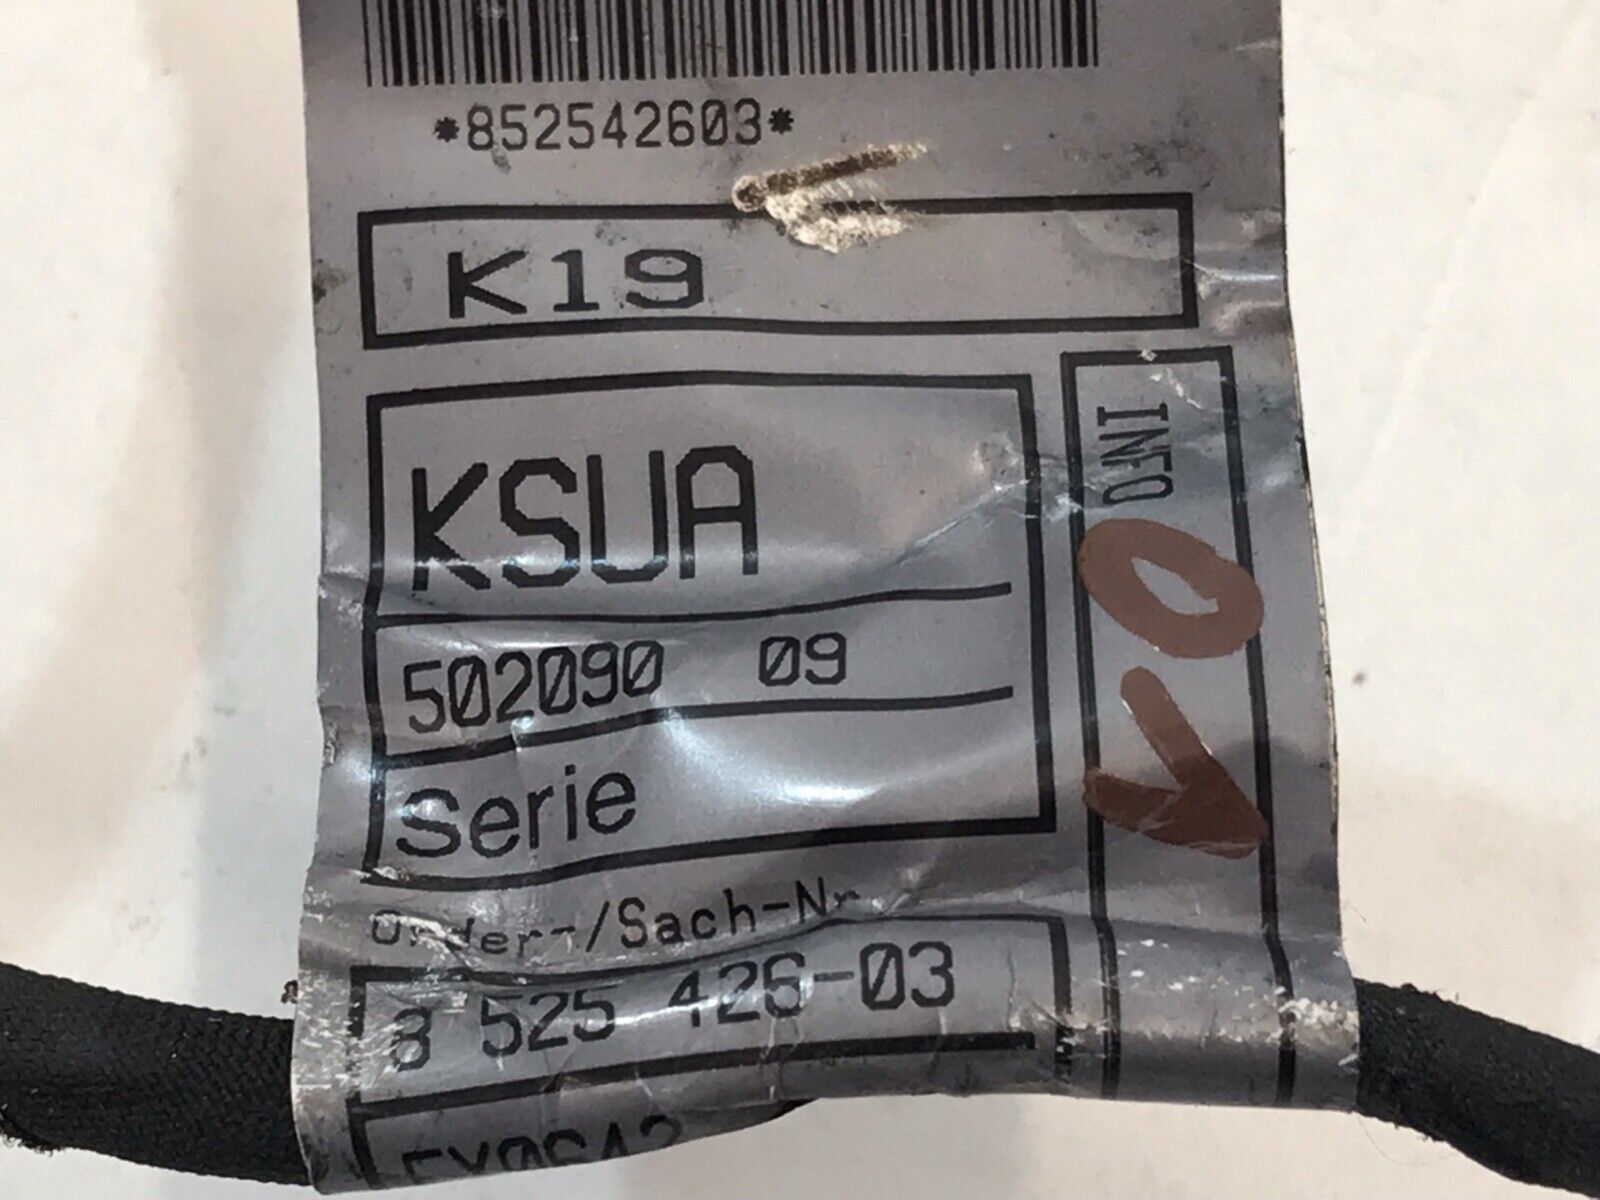 *852542603*
K19
KSUA
INFO
502090 09
Serie
Order-/Sach-Nr
8 525 426-03